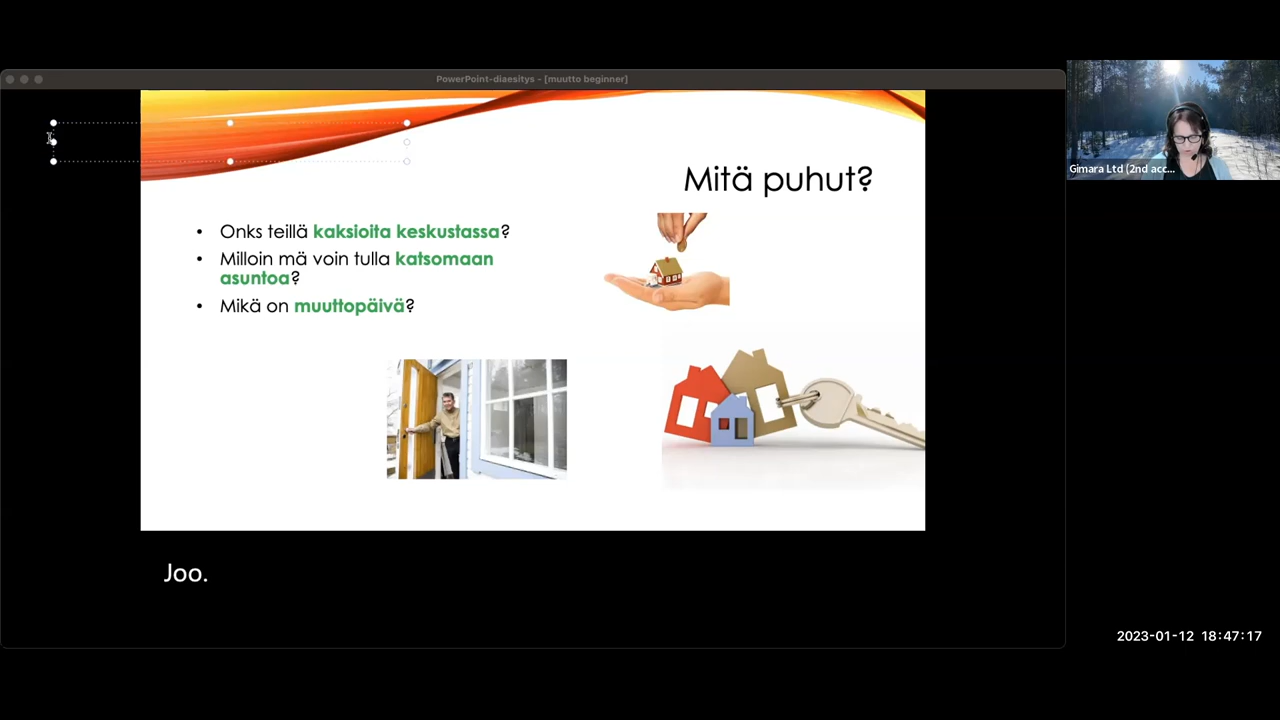 PowerPoint-diaesitys - [muutto beginner]
Gimara Ltd (2nd acc...
Mitä puhut?
• Onks teillä kaksioita keskustassa?
• Milloin mä voin tulla katsomaan
asuntoa?
• Mikä on muuttopäivä?
Joo.
2023-01-12 18:47:17